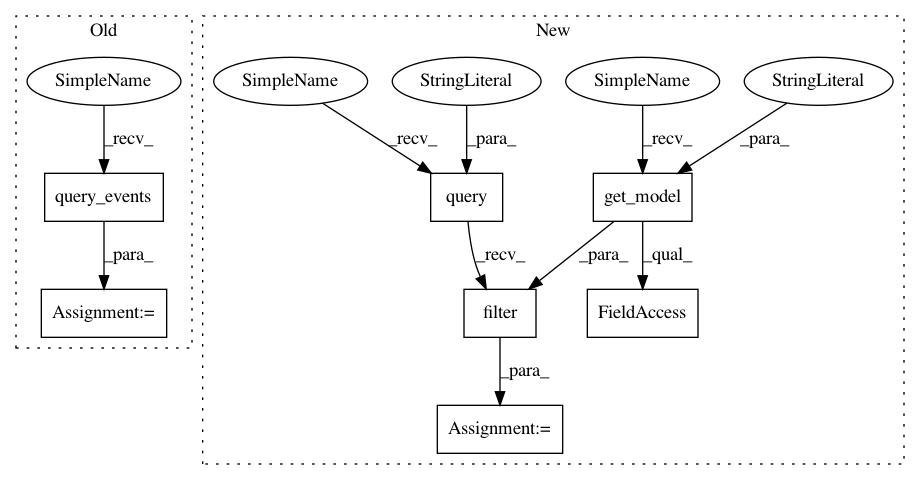 Old
New
SimpleName
SimpleName
StringLiteral
SimpleName
StringLiteral
_recv_
_recv_
_para_
_recv_
_para_
query_events
query
get_model
_para_
_recv_
_para_
_qual_
Assignment:=
filter
FieldAccess
_para_
Assignment:=